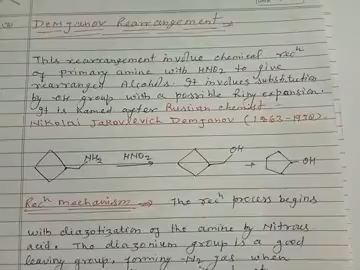 Demjanov Rearrangement :-
This rearrangement involve chemical recn
of primary amine with HNO2 to give
rearranged Alcohols. It involves substitution
by OH group with a possible Ring expansion.
It is named after Russian chemist
Nikolai Jakovlevich Demjanov (1863-1938).
NH2 HNO2 OH OH
Recn mechanism :- The recn process begins
with diazotization of the amine by Nitrous
acid. The diazonium group is a good
leaving group, forming N2 gas when